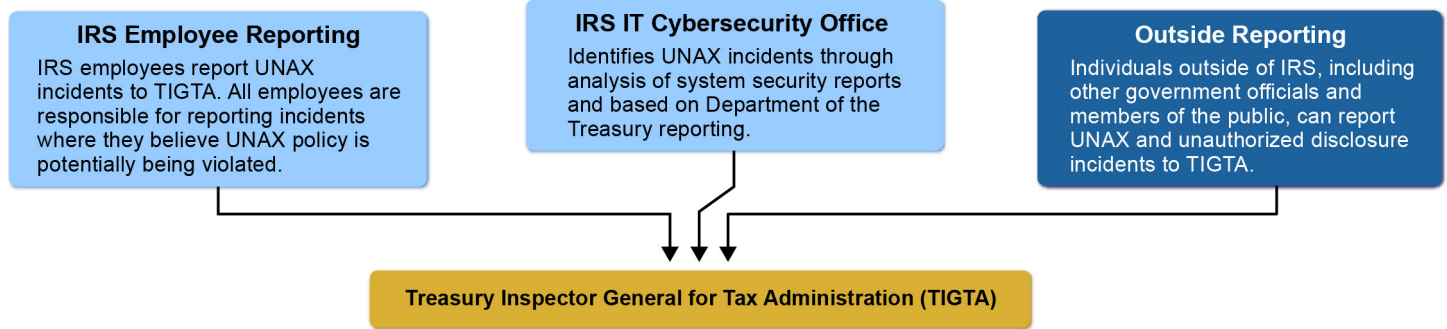 IRS Employee Reporting
IRS employees report UNAX
incidents to TIGTA. All employees are
responsible for reporting incidents
where they believe UNAX policy is
potentially being violated.
IRS IT Cybersecurity Office
Identifies UNAX incidents through
analysis of system security reports
and based on Department of the
Treasury reporting.
Outside Reporting
Individuals outside of IRS, including
other government officials and
members of the public, can report
UNAX and unauthorized disclosure
incidents to TIGTA.
Treasury Inspector General for Tax Administration (TIGTA)